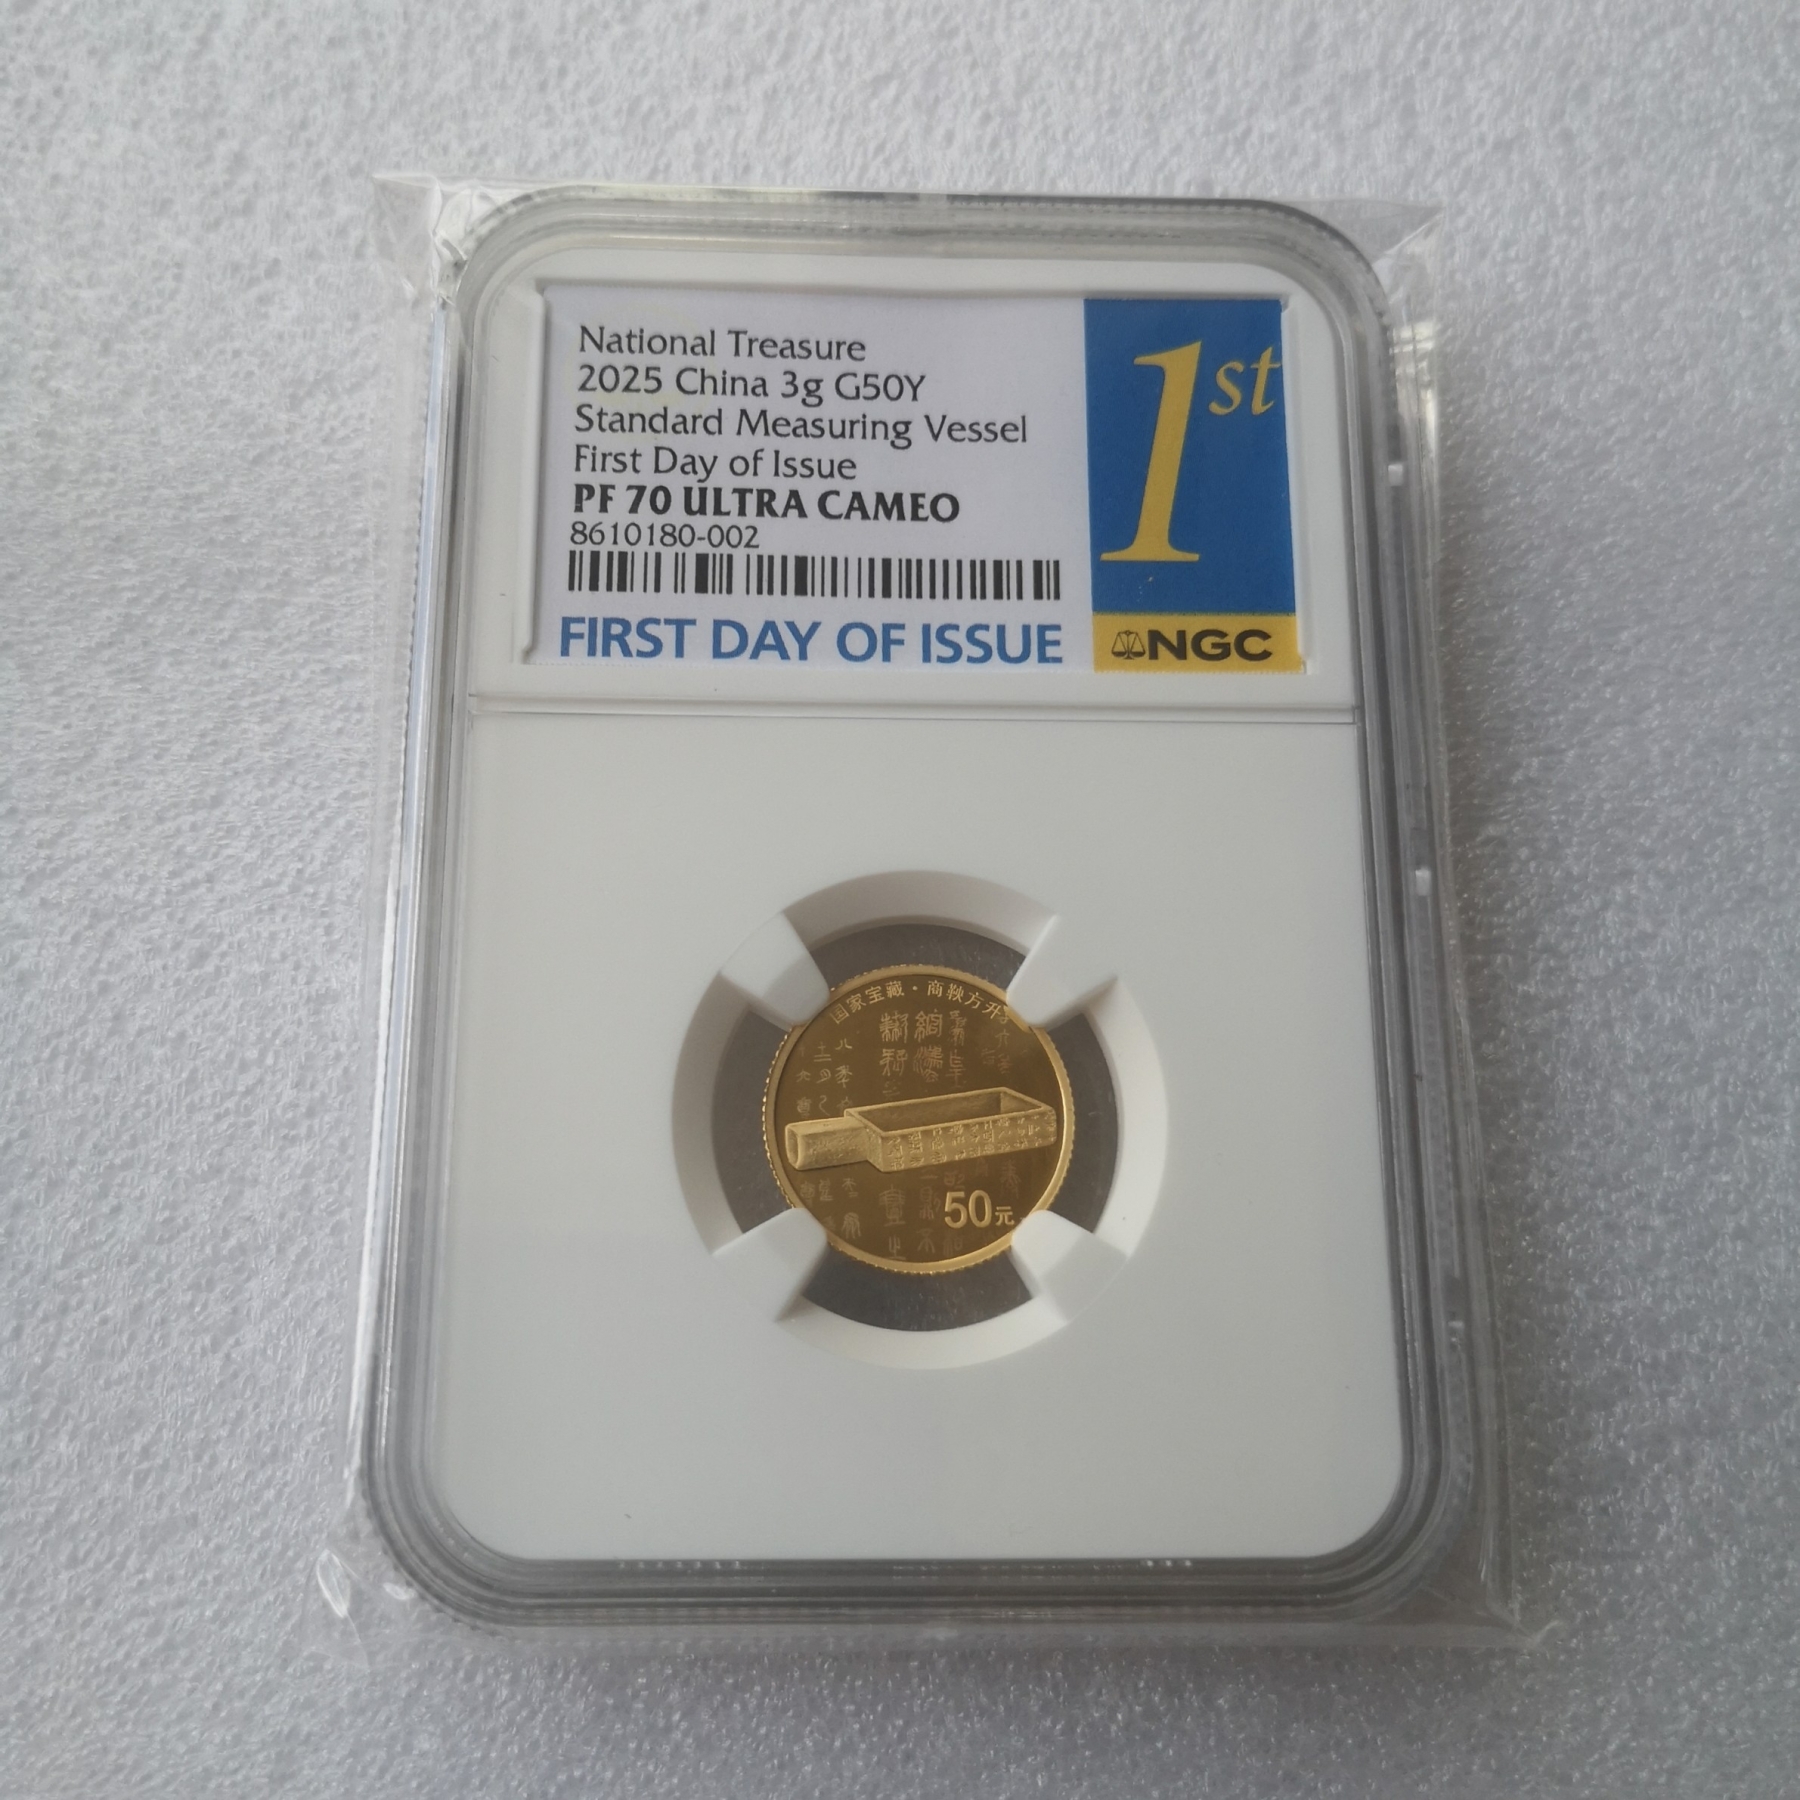 National Treasure
2025 China 3g G50Y
Standard Measuring Vessel
First Day of Issue
PF 70 ULTRA CAMEO
8610180-002
FIRST DAY OF ISSUE
1st
NGC
国家宝藏·商鞅方升
50元